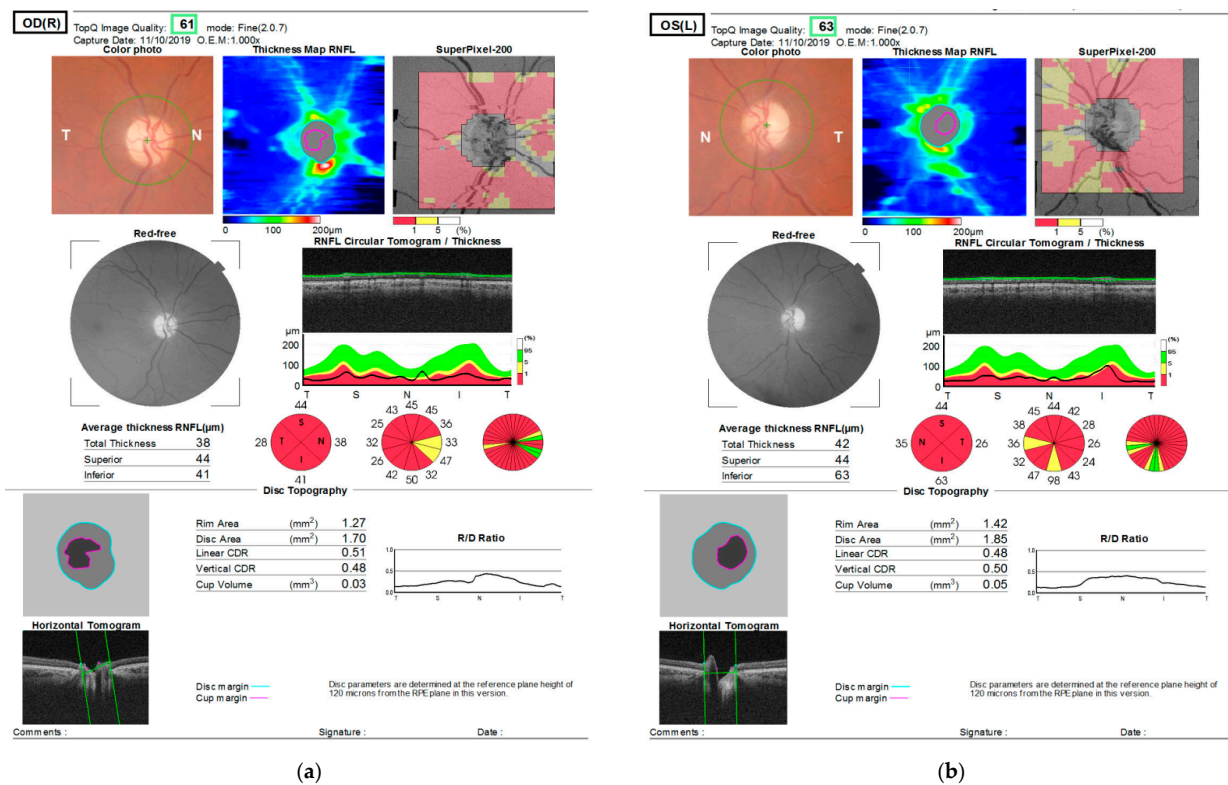 OD(R)
TopQ Image Quality: 61 mode: Fine(2.0.7)
Capture Date: 11/10/2019 O.E.M:1.000x
Color photo
Thickness Map RNFL
SuperPixel-200
T N
0 100 200µm
1 5 (%)
Red-free
RNFL Circular Tomogram / Thickness
µm
200
100
0
T S N I T
(%)
95
5
1
Average thickness RNFL(µm)
Total Thickness 38
Superior 44
Inferior 41
44
28 38
41
S
T N
I
45
43 45
25 36
32 33
26 47
42 32
50
Disc Topography
Rim Area (mm²) 1.27
Disc Area (mm²) 1.70
Linear CDR 0.51
Vertical CDR 0.48
Cup Volume (mm³) 0.03
R/D Ratio
1.0
0.5
0.0
T S N I T
Horizontal Tomogram
Disc margin
Cup margin
Disc parameters are determined at the reference plane height of
120 microns from the RPE plane in this version.
Comments : Signature : Date :
(a)
OS(L)
TopQ Image Quality: 63 mode: Fine(2.0.7)
Capture Date: 11/10/2019 O.E.M:1.000x
Color photo
Thickness Map RNFL
SuperPixel-200
N T
0 100 200µm
1 5 (%)
Red-free
RNFL Circular Tomogram / Thickness
µm
200
100
0
T S N I T
(%)
95
5
1
Average thickness RNFL(µm)
Total Thickness 42
Superior 44
Inferior 63
44
35 26
63
S
N T
I
44
45 42
38 28
36 26
32 24
47 43
98
Disc Topography
Rim Area (mm²) 1.42
Disc Area (mm²) 1.85
Linear CDR 0.48
Vertical CDR 0.50
Cup Volume (mm³) 0.05
R/D Ratio
1.0
0.5
0.0
T S N I T
Horizontal Tomogram
Disc margin
Cup margin
Disc parameters are determined at the reference plane height of
120 microns from the RPE plane in this version.
Comments : Signature : Date :
(b)